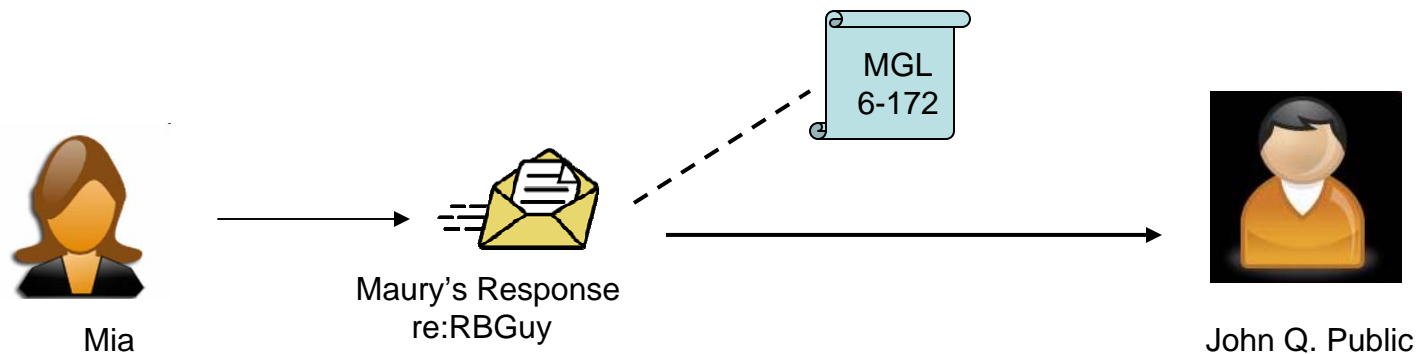 MGL
6-172
Maury's Response
re:RBGuy
Mia
John Q. Public